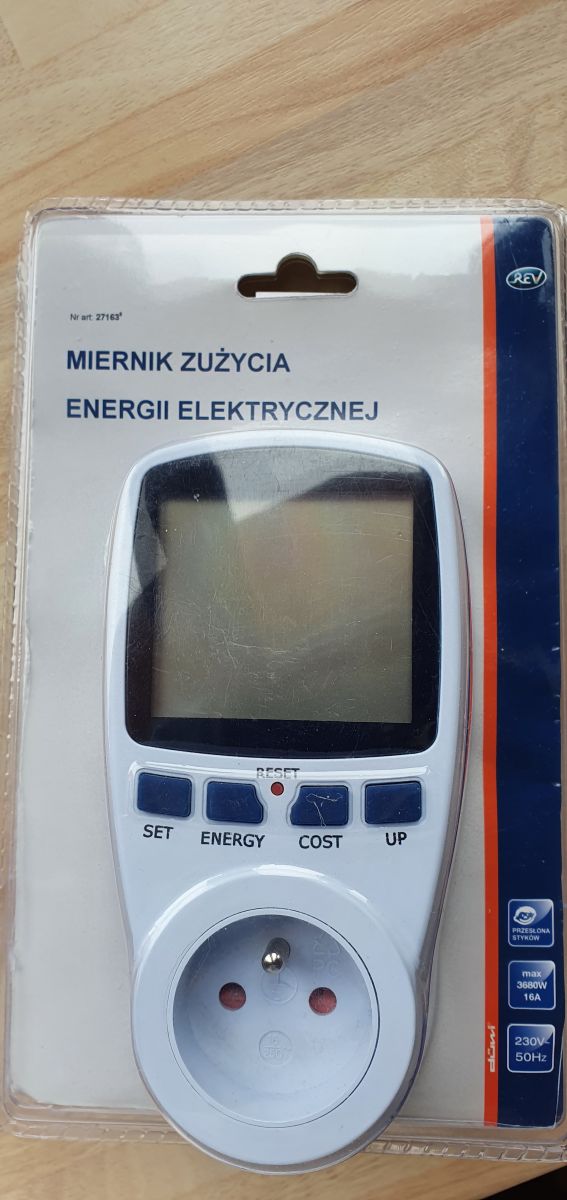 REV
Nr art: 27163
MIERNIK ZUŻYCIA
ENERGII ELEKTRYCZNEJ
RESET
SET
ENERGY
COST
UP
PRZESŁONA
STYKÓW
max
3680W
16A
230V~
50Hz